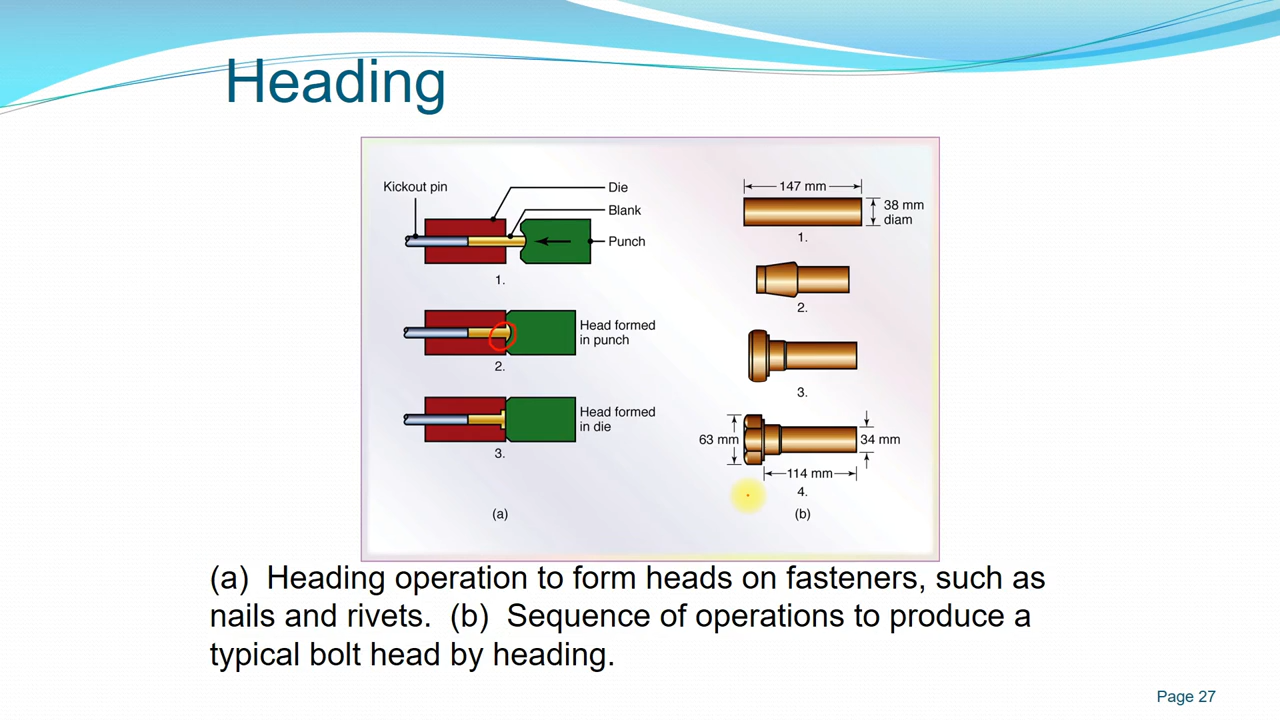 Heading
Kickout pin
Die
Blank
Punch
1.
Head formed
in punch
2.
Head formed
in die
3.
(a)
147 mm
38 mm
diam
1.
2.
3.
63 mm
34 mm
114 mm
4.
(b)
(a) Heading operation to form heads on fasteners, such as
nails and rivets. (b) Sequence of operations to produce a
typical bolt head by heading.
Page 27